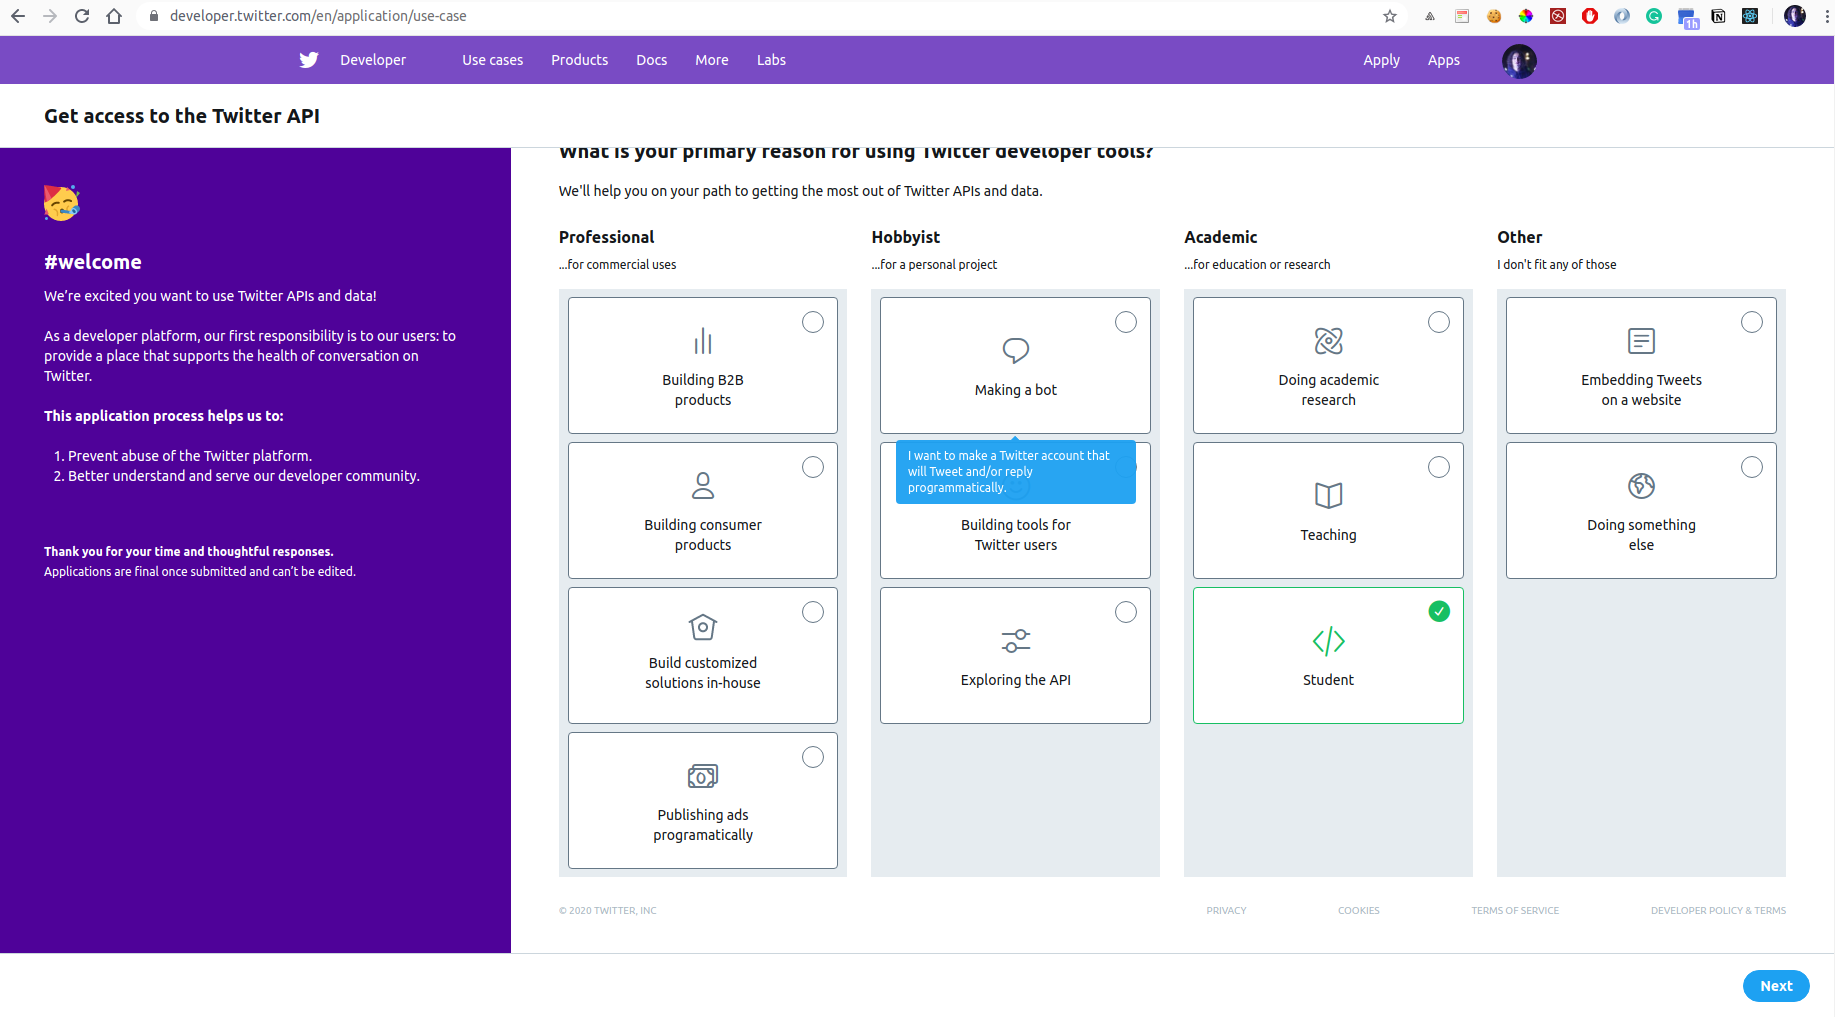 developer.twitter.com/en/application/use-case
1h
Developer
Use cases
Products
Docs
More
Labs
Apply
Apps
Get access to the Twitter API
#welcome
We're excited you want to use Twitter APIs and data!
As a developer platform, our first responsibility is to our users: to
provide a place that supports the health of conversation on
Twitter.
This application process helps us to:
1. Prevent abuse of the Twitter platform.
2. Better understand and serve our developer community.
Thank you for your time and thoughtful responses.
Applications are final once submitted and can't be edited.
What is your primary reason for using Twitter developer tools?
We'll help you on your path to getting the most out of Twitter APIs and data.
Professional
...for commercial uses
Building B2B
products
Building consumer
products
Build customized
solutions in-house
Publishing ads
programatically
Hobbyist
...for a personal project
Making a bot
I want to make a Twitter account that
will Tweet and/or reply
programmatically.
Building tools for
Twitter users
Exploring the API
Academic
...for education or research
Doing academic
research
Teaching
Student
Other
I don't fit any of those
Embedding Tweets
on a website
Doing something
else
© 2020 TWITTER, INC
PRIVACY
COOKIES
TERMS OF SERVICE
DEVELOPER POLICY & TERMS
Next